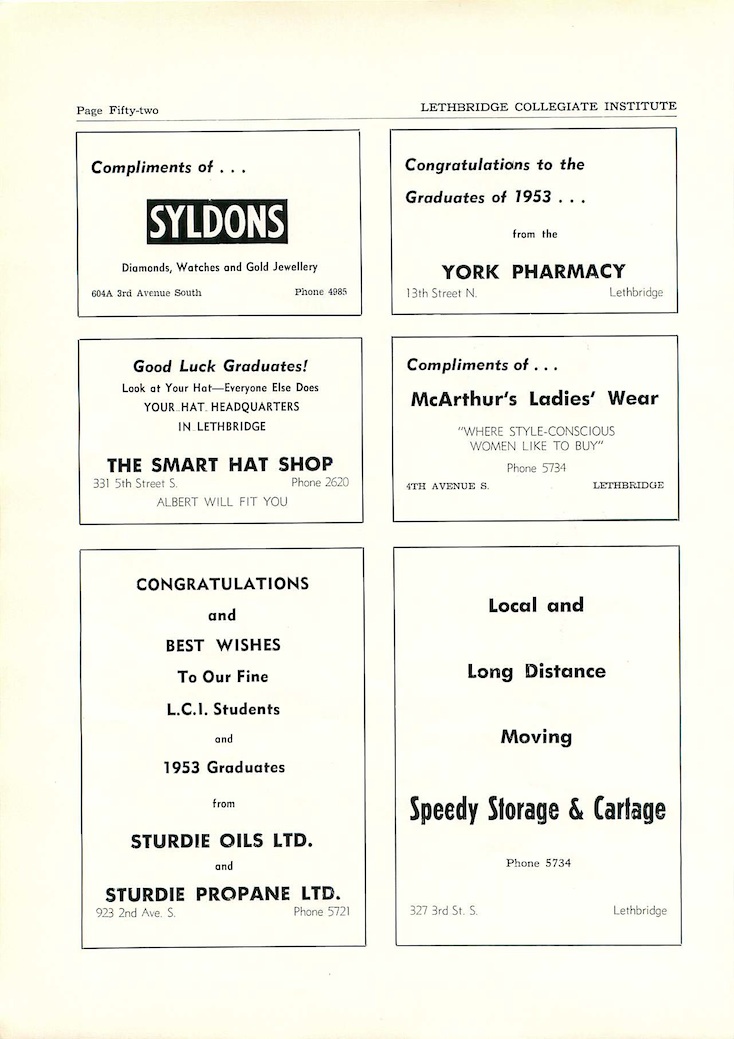 Page Fifty-two
LETHBRIDGE COLLEGIATE INSTITUTE
Compliments of . . .
SYLDONS
Diamonds, Watches and Gold Jewellery
604A 3rd Avenue South
Phone 4985
Congratulations to the
Graduates of 1953 . . .
from the
YORK PHARMACY
13th Street N.
Lethbridge
Good Luck Graduates!
Look at Your Hat—Everyone Else Does
YOUR HAT HEADQUARTERS
IN LETHBRIDGE
THE SMART HAT SHOP
331 5th Street S.
Phone 2620
ALBERT WILL FIT YOU
Compliments of . . .
McArthur's Ladies' Wear
"WHERE STYLE-CONSCIOUS
WOMEN LIKE TO BUY"
Phone 5734
4TH AVENUE S.
LETHBRIDGE
CONGRATULATIONS
and
BEST WISHES
To Our Fine
L.C.I. Students
and
1953 Graduates
from
STURDIE OILS LTD.
and
STURDIE PROPANE LTD.
923 2nd Ave. S.
Phone 5721
Local and
Long Distance
Moving
Speedy Storage & Cartage
Phone 5734
327 3rd St. S.
Lethbridge